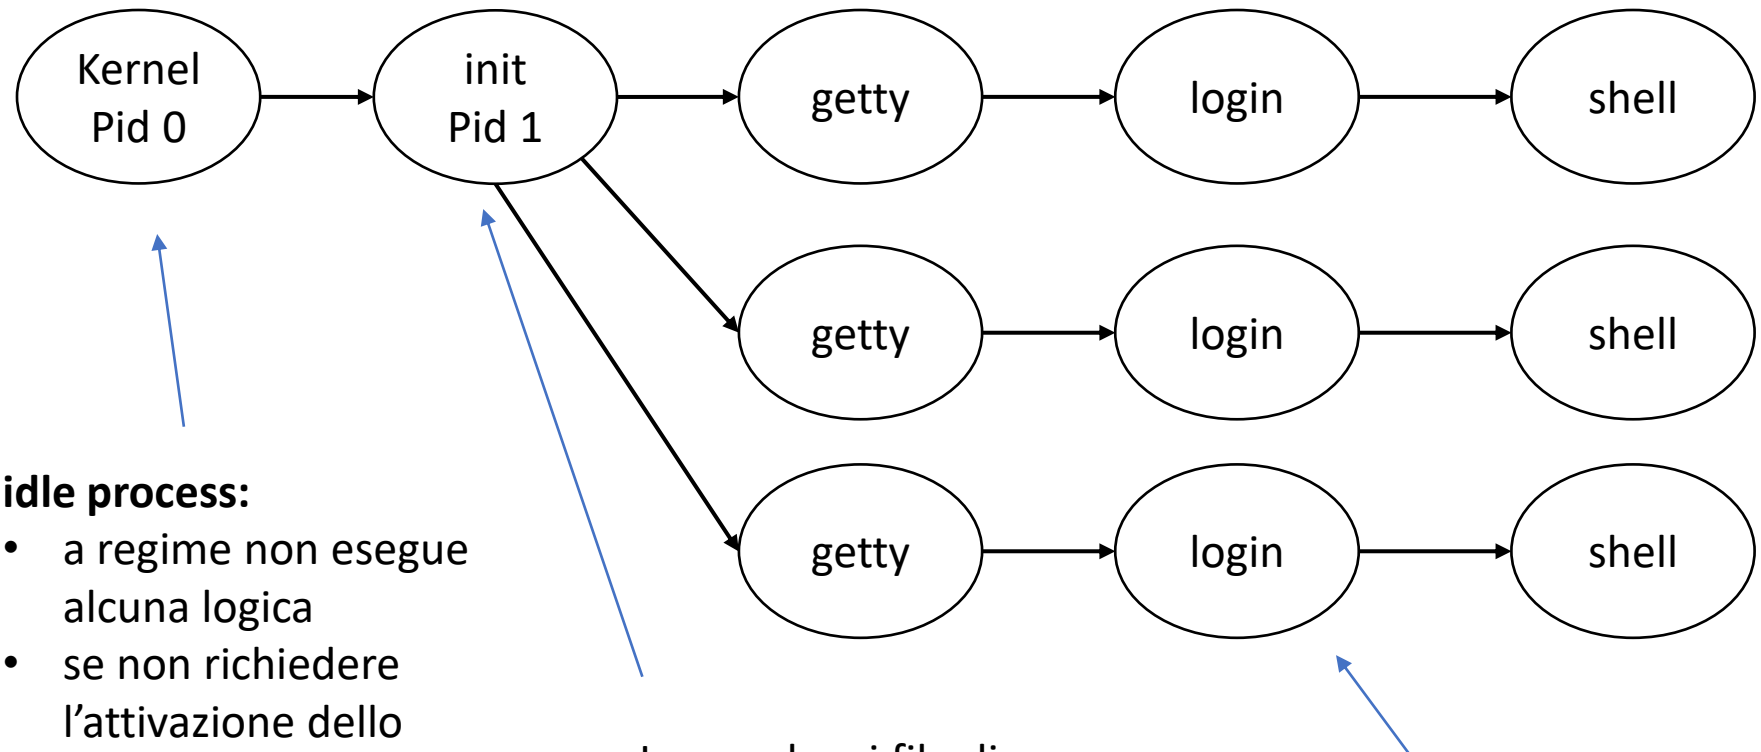 Kernel
Pid 0
init
Pid 1
getty
login
shell
getty
login
shell
getty
login
shell
idle process:
• a regime non esegue
alcuna logica
• se non richiedere
l'attivazione dello